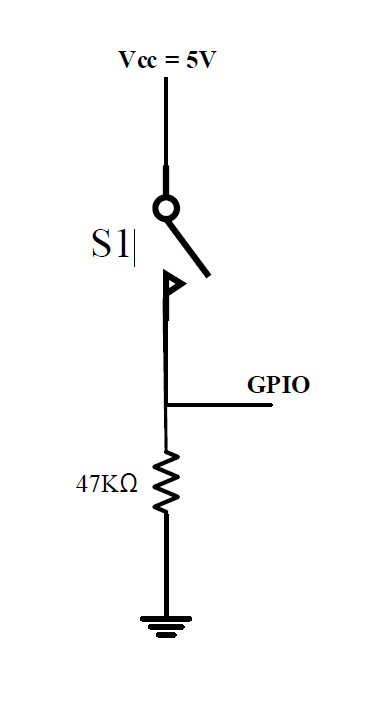 Vcc = 5V
S1
GPIO
47KΩ